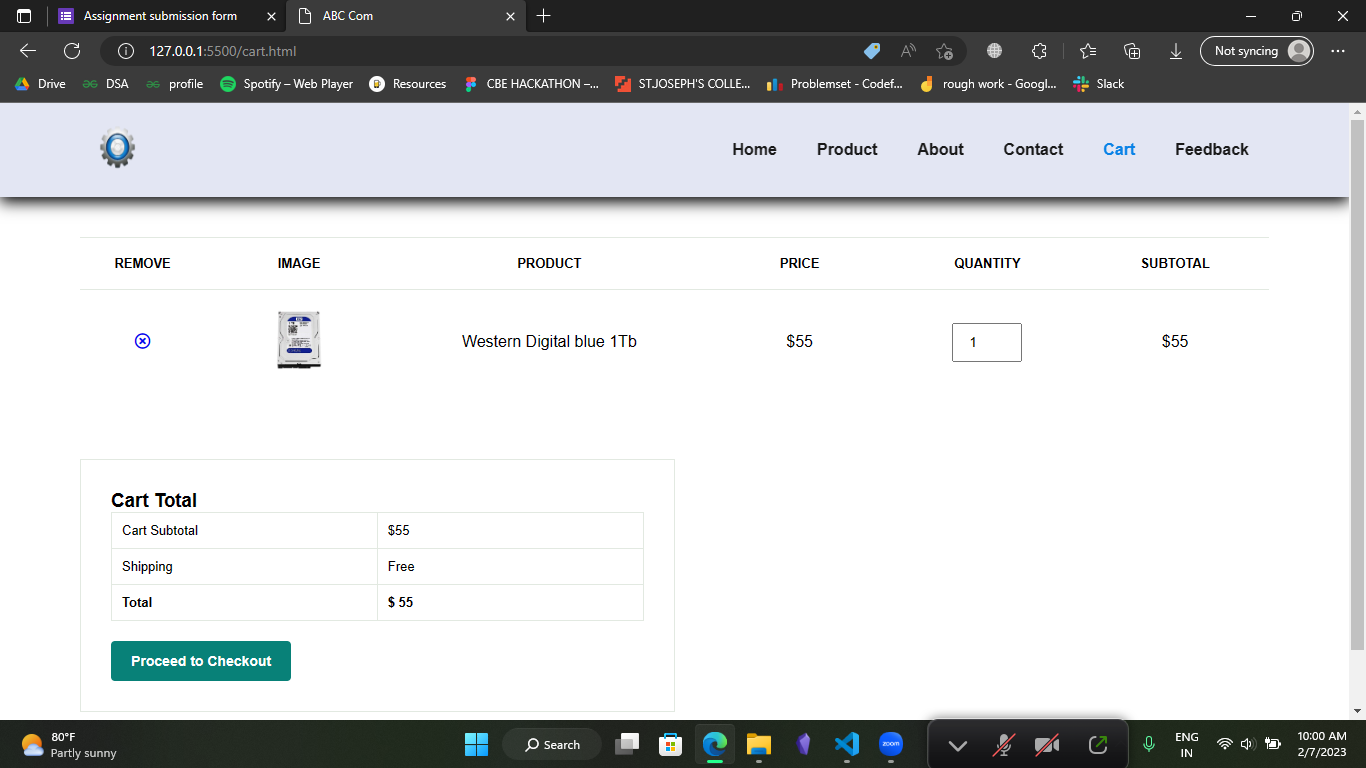 Assignment submission form
ABC Com
127.0.0.1:5500/cart.html
Not syncing
Drive
DSA
profile
Spotify – Web Player
Resources
CBE HACKATHON –...
ST.JOSEPH'S COLLE...
Problemset - Codef...
rough work - Googl...
Slack
Home Product About Contact Cart Feedback
REMOVE IMAGE PRODUCT PRICE QUANTITY SUBTOTAL
Western Digital blue 1Tb $55 1 $55
Cart Total
Cart Subtotal $55
Shipping Free
Total $ 55
Proceed to Checkout
80°F
Partly sunny
Search
zoom
ENG
IN
10:00 AM
2/7/2023